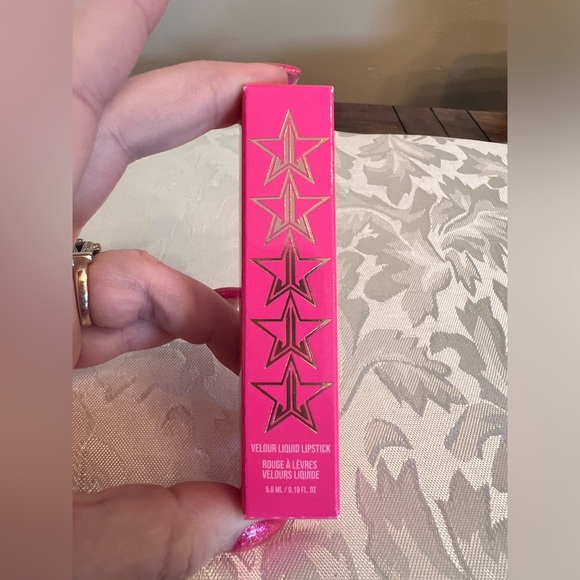 VELOUR LIQUID LIPSTICK
ROUGE À LÈVRES
VELOURS LIQUIDE
5.6 ML / 0.19 FL. OZ